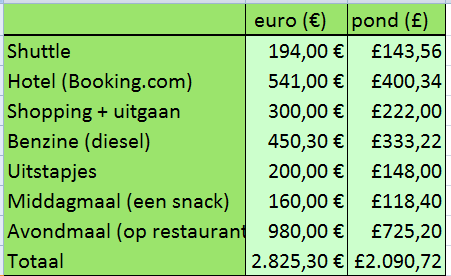 euro (€) pond (£)
Shuttle 194,00 € £143,56
Hotel (Booking.com) 541,00 € £400,34
Shopping + uitgaan 300,00 € £222,00
Benzine (diesel) 450,30 € £333,22
Uitstapjes 200,00 € £148,00
Middagmaal (een snack) 160,00 € £118,40
Avondmaal (op restaurant 980,00 € £725,20
Totaal 2.825,30 € £2.090,72